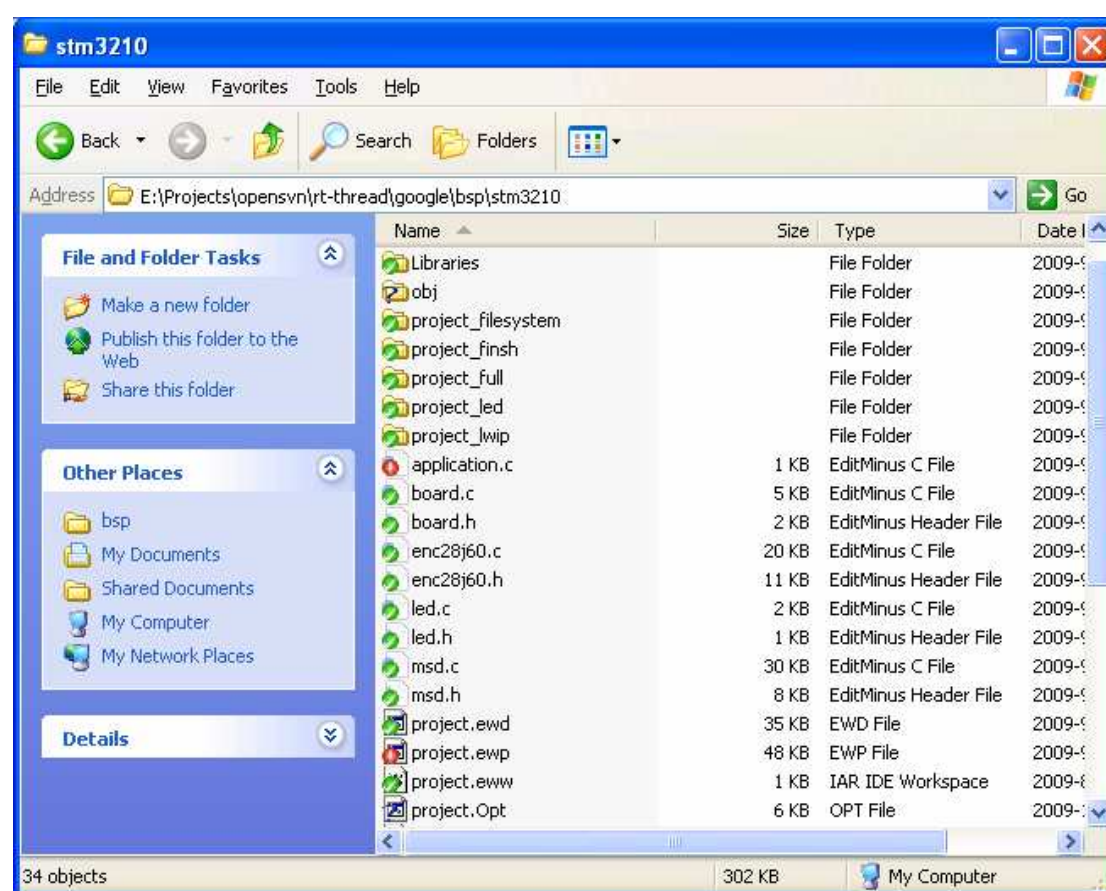 stm3210
File Edit View Favorites Tools Help
Back Search Folders
Address E:\Projects\opensvn\rt-thread\google\bsp\stm3210 Go
File and Folder Tasks
Make a new folder
Publish this folder to the
Web
Share this folder
Other Places
bsp
My Documents
Shared Documents
My Computer
My Network Places
Details
Name Size Type Date
Libraries File Folder 2009-
obj File Folder 2009-
project_filesystem File Folder 2009-
project_finsh File Folder 2009-
project_full File Folder 2009-
project_led File Folder 2009-
project_lwip File Folder 2009-
application.c 1 KB EditMinus C File 2009-
board.c 5 KB EditMinus C File 2009-
board.h 2 KB EditMinus Header File 2009-
enc28j60.c 20 KB EditMinus C File 2009-
enc28j60.h 11 KB EditMinus Header File 2009-
led.c 2 KB EditMinus C File 2009-
led.h 1 KB EditMinus Header File 2009-
msd.c 30 KB EditMinus C File 2009-
msd.h 8 KB EditMinus Header File 2009-
project.ewd 35 KB EWD File 2009-
project.ewp 48 KB EWP File 2009-
project.eww 1 KB IAR IDE Workspace 2009-
project.Opt 6 KB OPT File 2009-
34 objects 302 KB My Computer